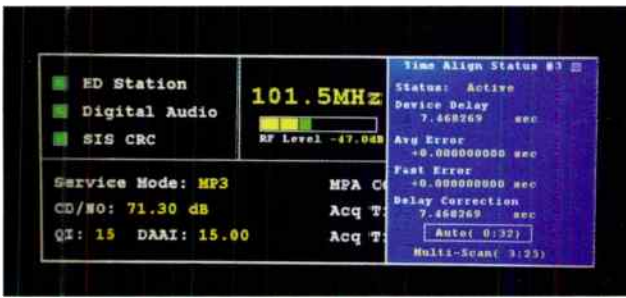 ED Station
Digital Audio
SIS CRC
101.5MHz
RF Level -47.0dB
Service Mode: MP3
MPA
CD/NO: 71.30 dB
Acq T
QI: 15 DAAI: 15.00
Acq T
Time Align Status #3
Status: Active
Device Delay
7.468269 sec
Avg Error
+0.000000000 sec
Fast Error
+0.000000000 sec
Delay Correction
7.468269 sec
Auto( 0:32)
Multi-Scan( 3:25)